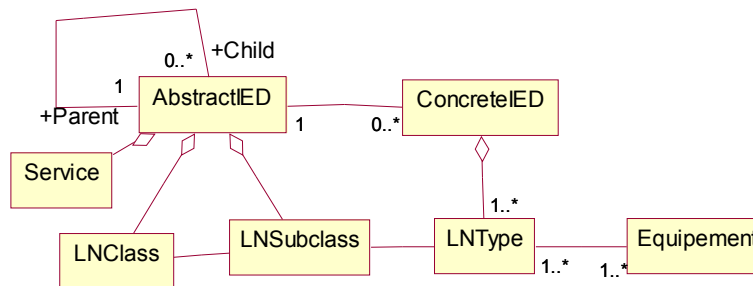 +Child
0..*
1
+Parent
AbstractIED
1
0..*
ConcreteIED
Service
1..*
LNClass
LNSubclass
LNType
1..*
1..*
Equipement